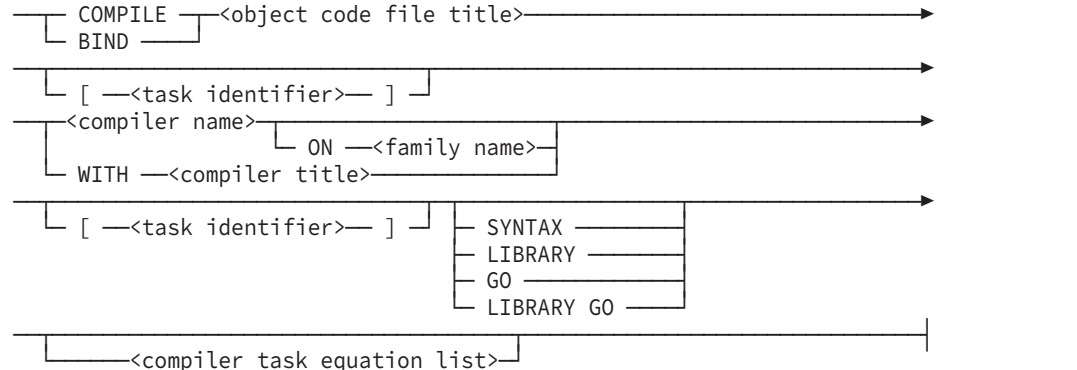 COMPILE <object code file title>
BIND
[ <task identifier> ]
<compiler name>
ON <family name>
WITH <compiler title>
[ <task identifier> ] SYNTAX
LIBRARY
GO
LIBRARY GO
<compiler task equation list>